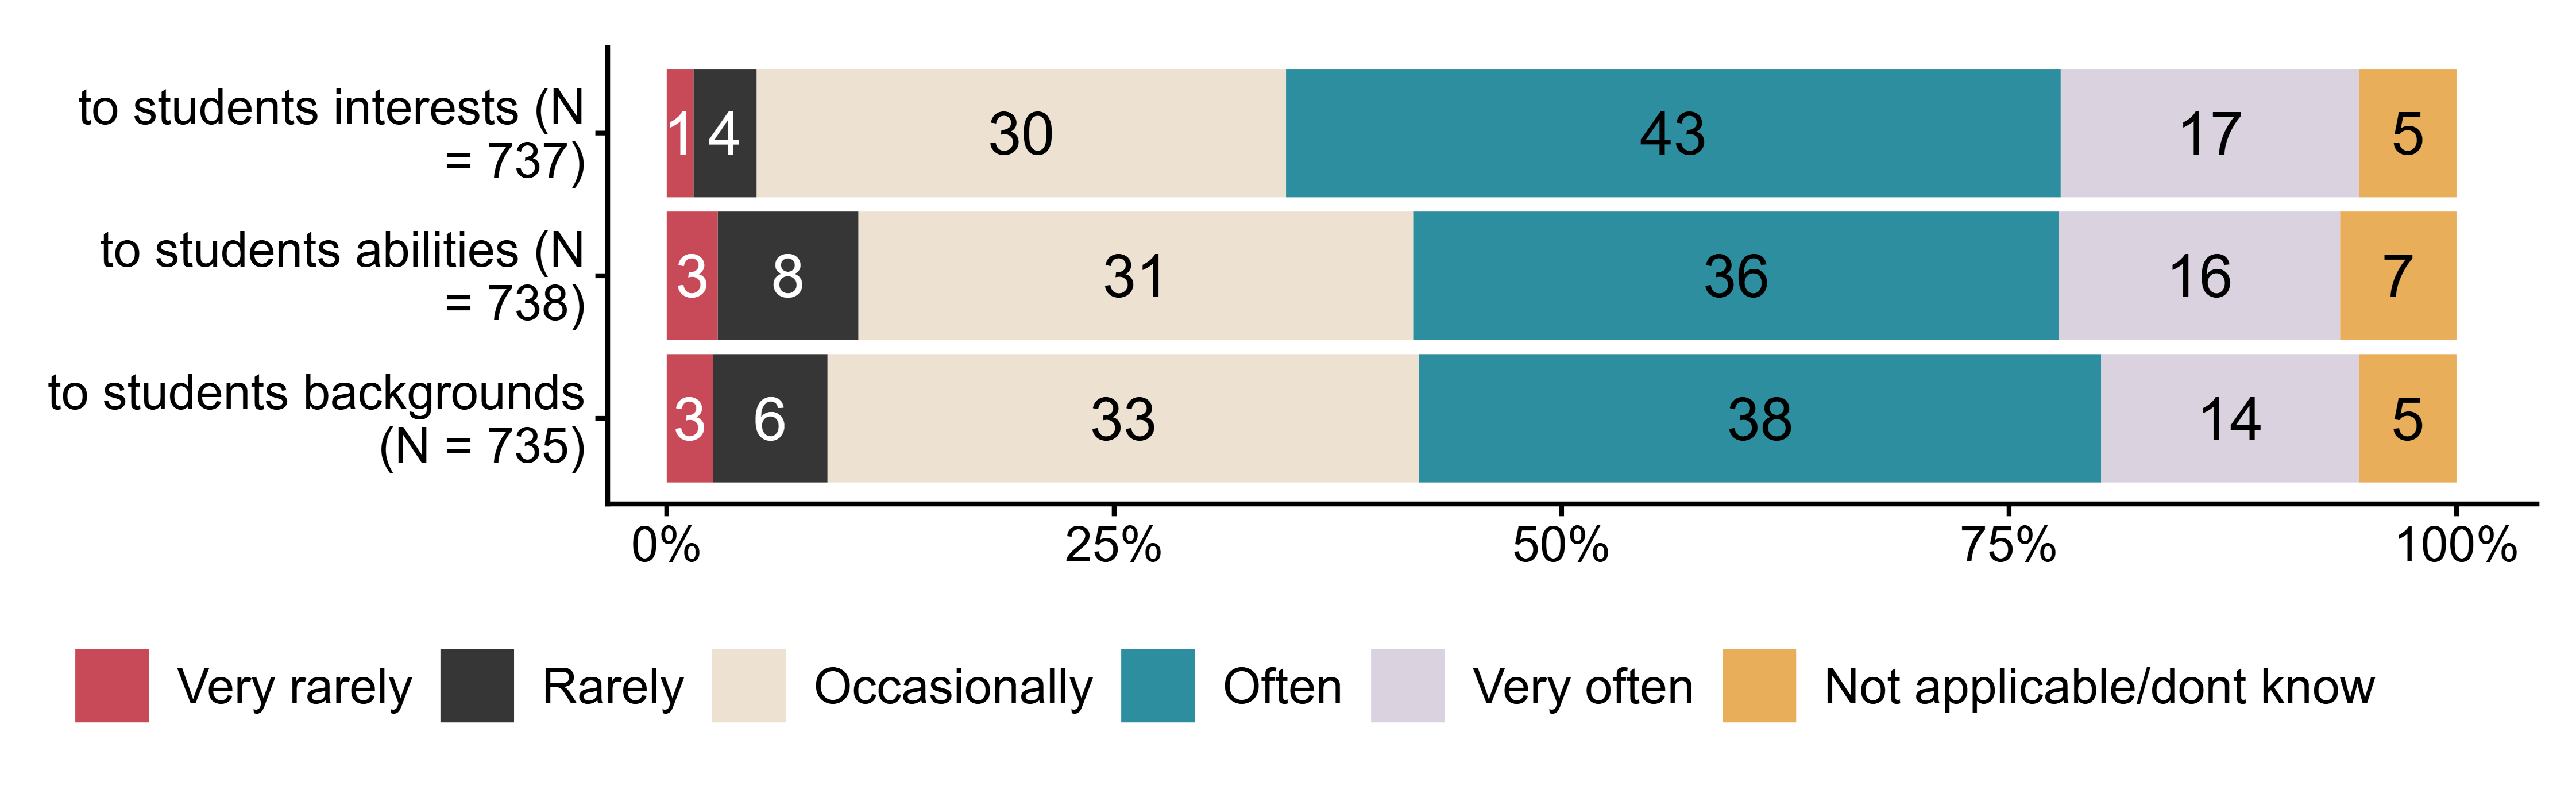 to students interests (N
= 737)
1 4 30 43 17 5
to students abilities (N
= 738)
3 8 31 36 16 7
to students backgrounds
(N = 735)
3 6 33 38 14 5
0% 25% 50% 75% 100%
Very rarely Rarely Occasionally Often Very often Not applicable/dont know